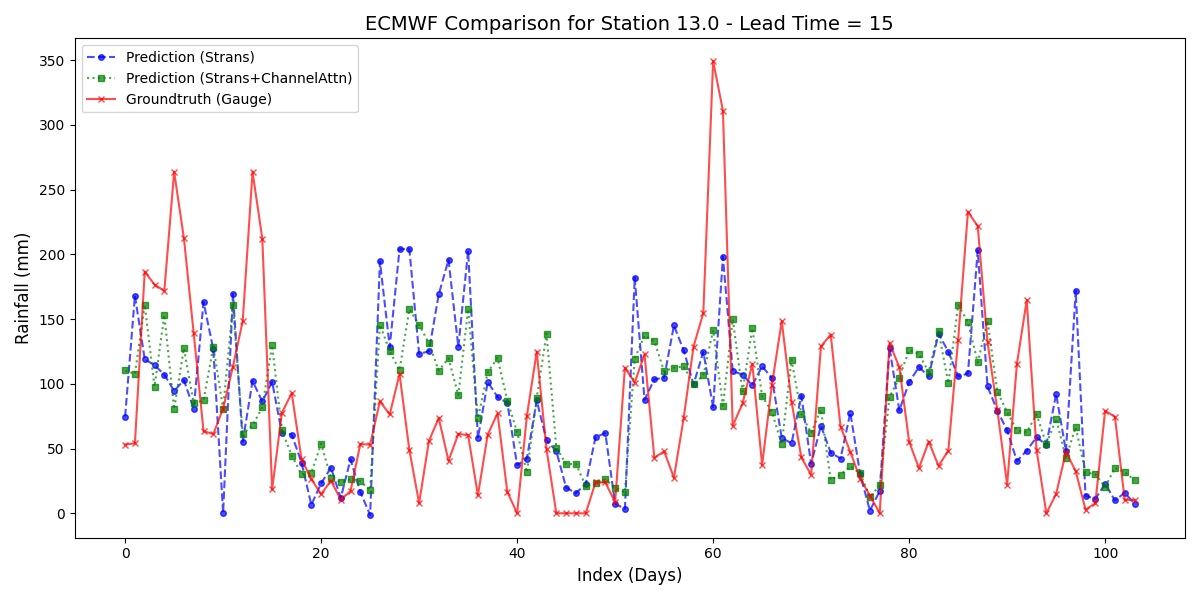 ECMWF Comparison for Station 13.0 - Lead Time = 15
Prediction (Strans)
Prediction (Strans+ChannelAttn)
Groundtruth (Gauge)
Rainfall (mm)
350
300
250
200
150
100
50
0
0 20 40 60 80 100
Index (Days)